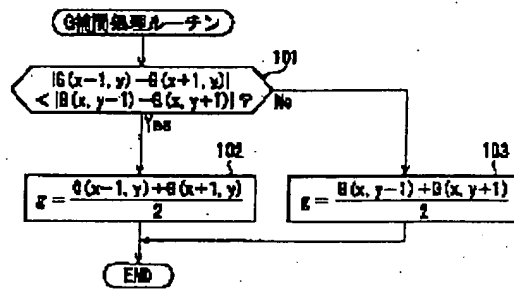 G補間処理ルーチン
101
|G(x-1, y)-G(x+1, y)|
<|G(x, y-1)-G(x, y+1)| ?
No
Yes
102
g = G(x-1, y)+G(x+1, y)
2
103
g = G(x, y-1)+G(x, y+1)
2
END